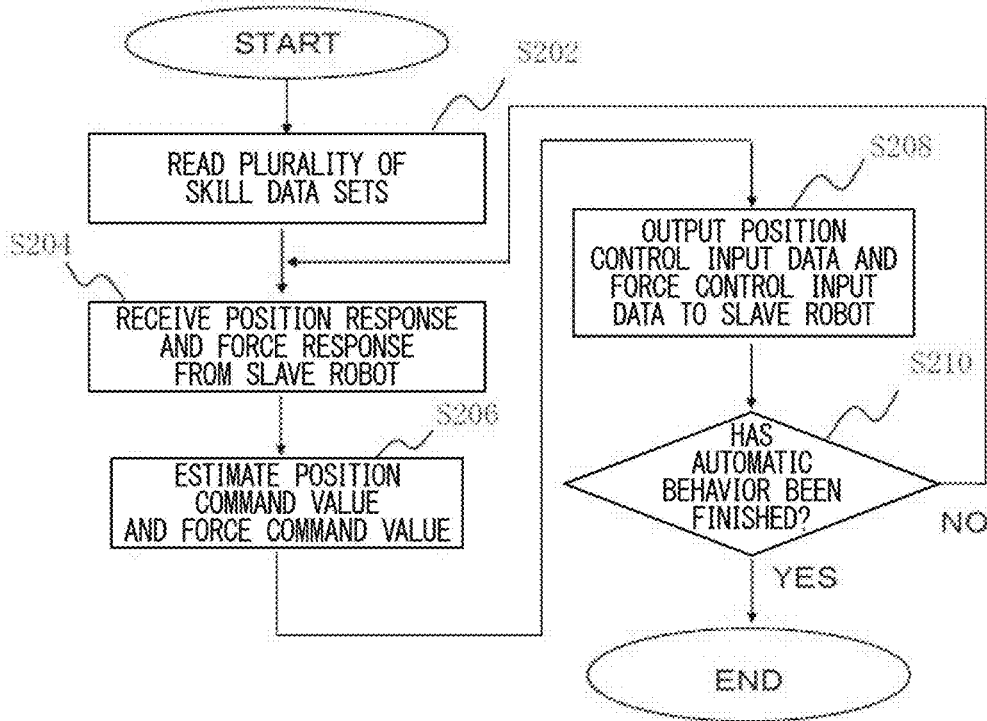 START
S202
READ PLURALITY OF
SKILL DATA SETS
S204
RECEIVE POSITION RESPONSE
AND FORCE RESPONSE
FROM SLAVE ROBOT
S206
ESTIMATE POSITION
COMMAND VALUE
AND FORCE COMMAND VALUE
S208
OUTPUT POSITION
CONTROL INPUT DATA AND
FORCE CONTROL INPUT
DATA TO SLAVE ROBOT
S210
HAS
AUTOMATIC
BEHAVIOR BEEN
FINISHED?
NO
YES
END